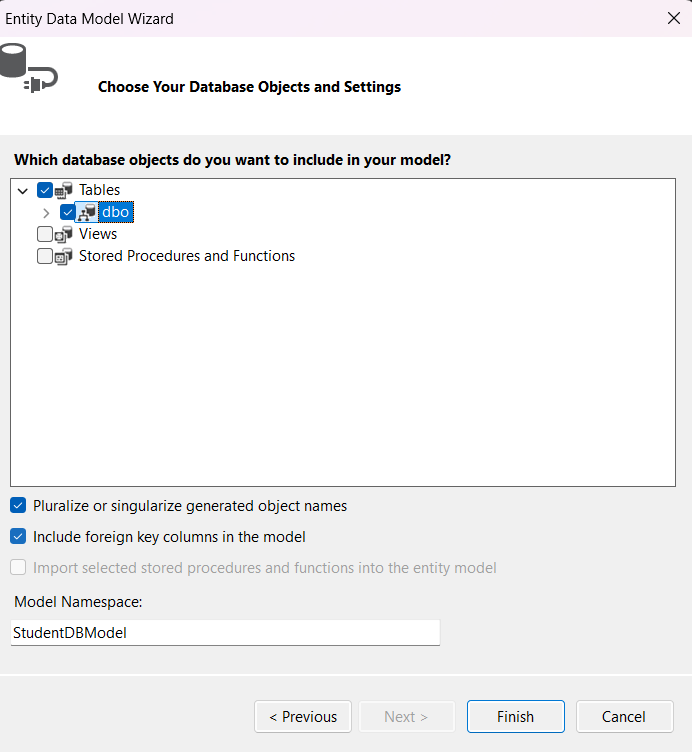 Entity Data Model Wizard
Choose Your Database Objects and Settings
Which database objects do you want to include in your model?
Tables
dbo
Views
Stored Procedures and Functions
Pluralize or singularize generated object names
Include foreign key columns in the model
Import selected stored procedures and functions into the entity model
Model Namespace:
StudentDBModel
< Previous Next > Finish Cancel